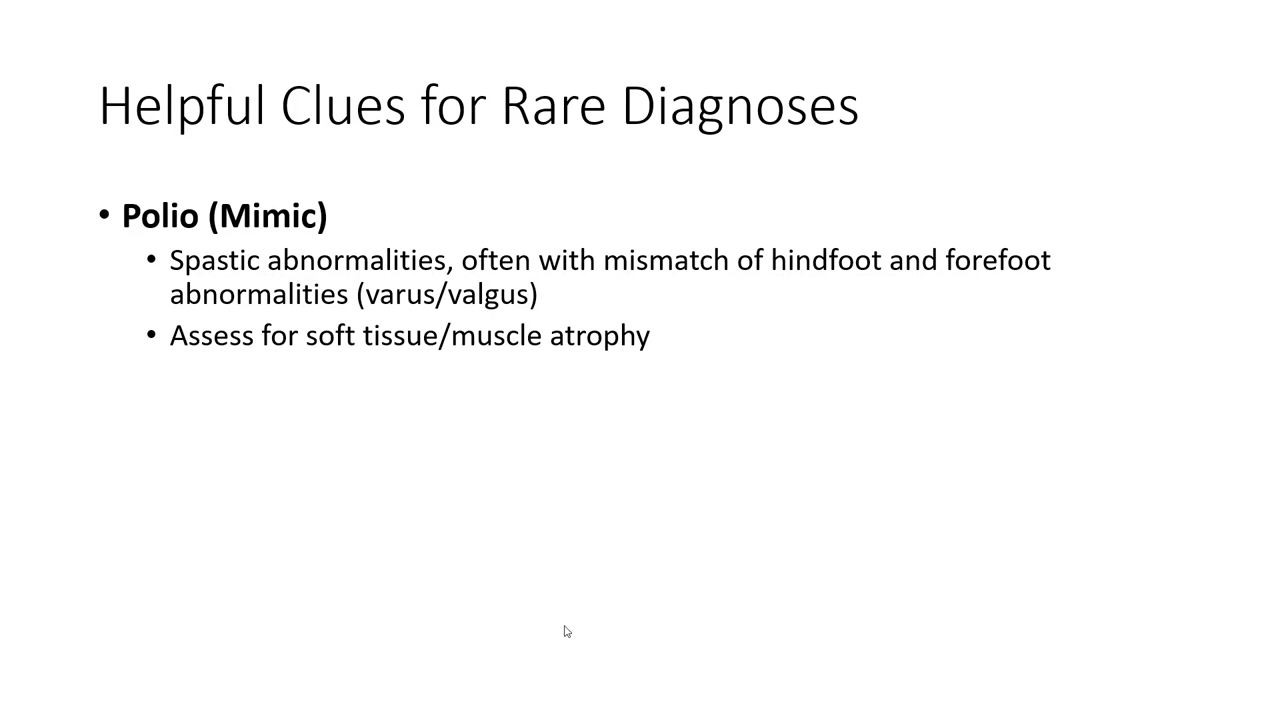 Helpful Clues for Rare Diagnoses
• Polio (Mimic)
• Spastic abnormalities, often with mismatch of hindfoot and forefoot
abnormalities (varus/valgus)
• Assess for soft tissue/muscle atrophy